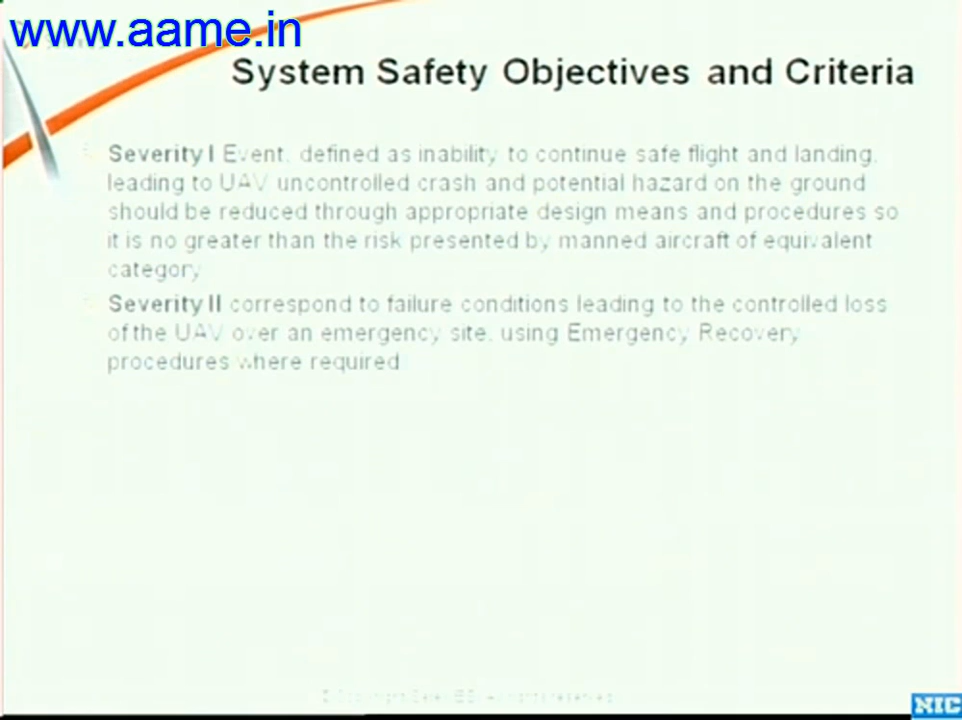 www.aame.in
System Safety Objectives and Criteria
Severity I Event, defined as inability to continue safe flight and landing,
leading to UAV uncontrolled crash and potential hazard on the ground
should be reduced through appropriate design means and procedures so
it is no greater than the risk presented by manned aircraft of equivalent
category
Severity II correspond to failure conditions leading to the controlled loss
of the UAV over an emergency site, using Emergency Recovery
procedures where required
NIC